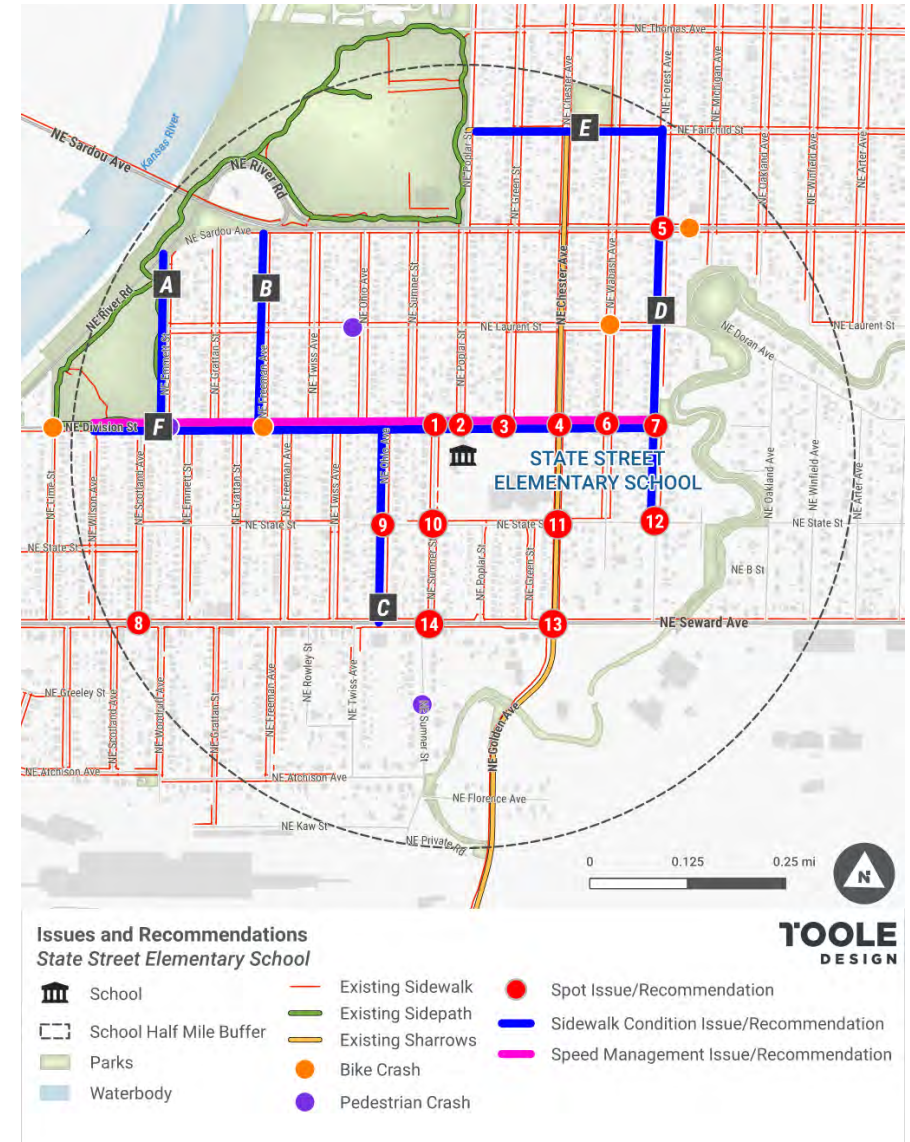 NE Thomas Ave
NE Chester Ave
NE Forest Ave
NE Michigan Ave
Kansas River
NE Sardou Ave
NE River Rd
NE Poplar St
E
NE Fairchild St
NE Green St
NE Oakland Ave
NE Winfield Ave
NE Arter Ave
NE Sardou Ave
5
A
B
NE Chester Ave
NE Wabash Ave
D
NE River Rd
NE Emmett St
NE Grattan St
NE Freeman Ave
NE Twiss Ave
NE Ohio Ave
NE Sumner St
NE Poplar St
NE Laurent St
NE Laurent St
NE Doran Ave
NE Division St
F
1
2
3
4
6
7
STATE STREET
ELEMENTARY SCHOOL
NE Lime St
NE Wilson Ave
NE Scotland Ave
NE Emmett St
NE Grattan St
NE Freeman Ave
NE Twiss Ave
NE Ohio Ave
NE Oakland Ave
NE Winfield Ave
NE Arter Ave
NE State St
NE State St
9
10
NE State S
11
12
NE State St
NE Sumner St
NE Poplar St
NE Green St
NE B St
C
8
14
13
NE Seward Ave
NE Greeley St
NE Scotland Ave
NE Winfield Ave
NE Grattan St
NE Freeman Ave
NE Rowley St
NE Twiss Ave
NE Sumner St
NE Golden Ave
NE Atchison Ave
NE Atchison Ave
NE Florence Ave
NE Kaw St
NE Private Rd
0
0.125
0.25 mi
N
Issues and Recommendations
State Street Elementary School
TOOLE
DESIGN
School
School Half Mile Buffer
Parks
Waterbody
Existing Sidewalk
Existing Sidepath
Existing Sharrows
Bike Crash
Pedestrian Crash
Spot Issue/Recommendation
Sidewalk Condition Issue/Recommendation
Speed Management Issue/Recommendation